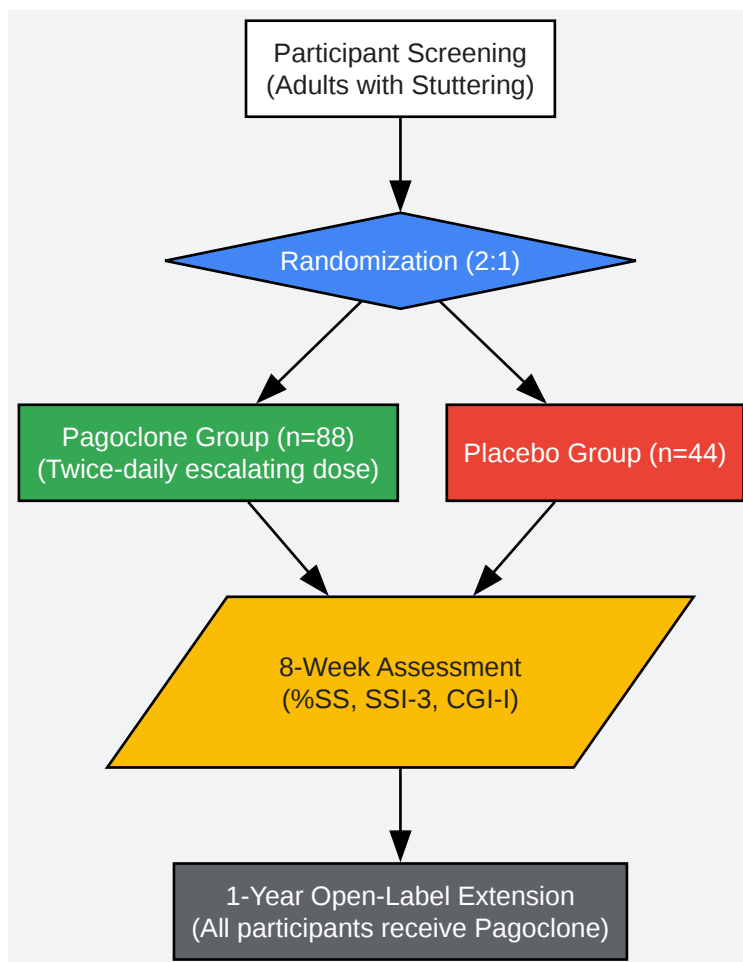 Participant Screening
(Adults with Stuttering)
Randomization (2:1)
Pagoclone Group (n=88)
(Twice-daily escalating dose)
Placebo Group (n=44)
8-Week Assessment
(%SS, SSI-3, CGI-I)
1-Year Open-Label Extension
(All participants receive Pagoclone)